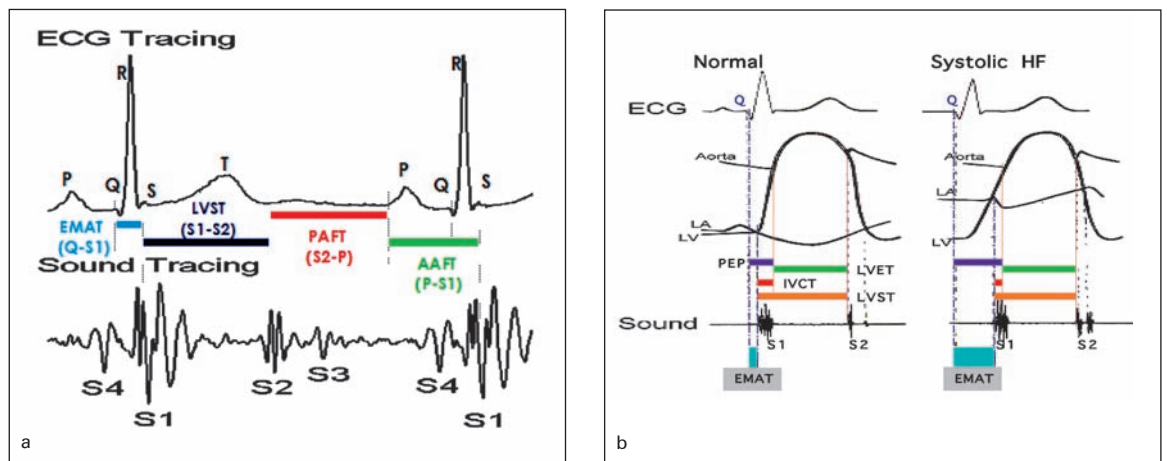 ECG Tracing
R R
P Q S T P Q S
EMAT
(Q-S1)
LVST
(S1-S2)
PAFT
(S2-P)
AAFT
(P-S1)
Sound Tracing
S4 S1 S2 S3 S4 S1
a
Normal Systolic HF
ECG Q Q
Aorta Aorta
LA LA
LV LV
PEP LVET
IVCT
LVST
Sound
S1 S2 S1 S2
EMAT EMAT
b